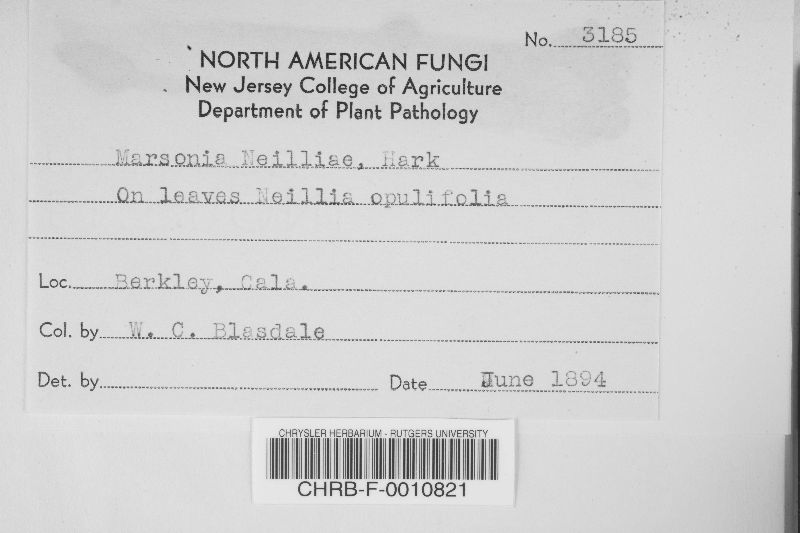 No. 3185
NORTH AMERICAN FUNGI
New Jersey College of Agriculture
Department of Plant Pathology
Marsonia Neilliae, Hark
On leaves Neillia opulifolia
Loc. Berkley, Cala.
Col. by W. C. Blasdale
Det. by
Date June 1894
CHRYSLER HERBARIUM - RUTGERS UNIVERSITY
CHRB-F-0010821